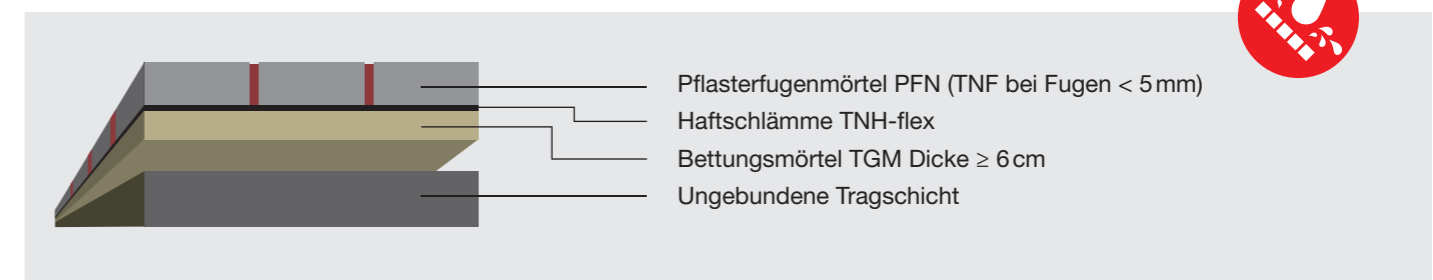 Pflasterfugenmörtel PFN (TNF bei Fugen < 5 mm)
Haftschlämme TNH-flex
Bettungsmörtel TGM Dicke ≥ 6 cm
Ungebundene Tragschicht